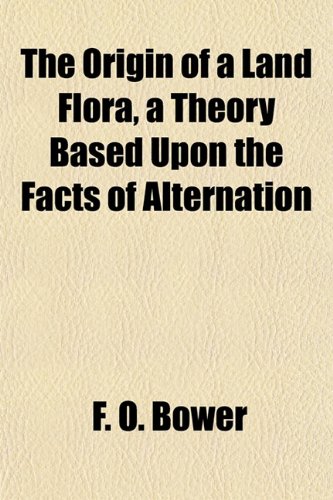 The Origin of a Land
Flora, a Theory
Based Upon the
Facts of Alternation
F. O. Bower